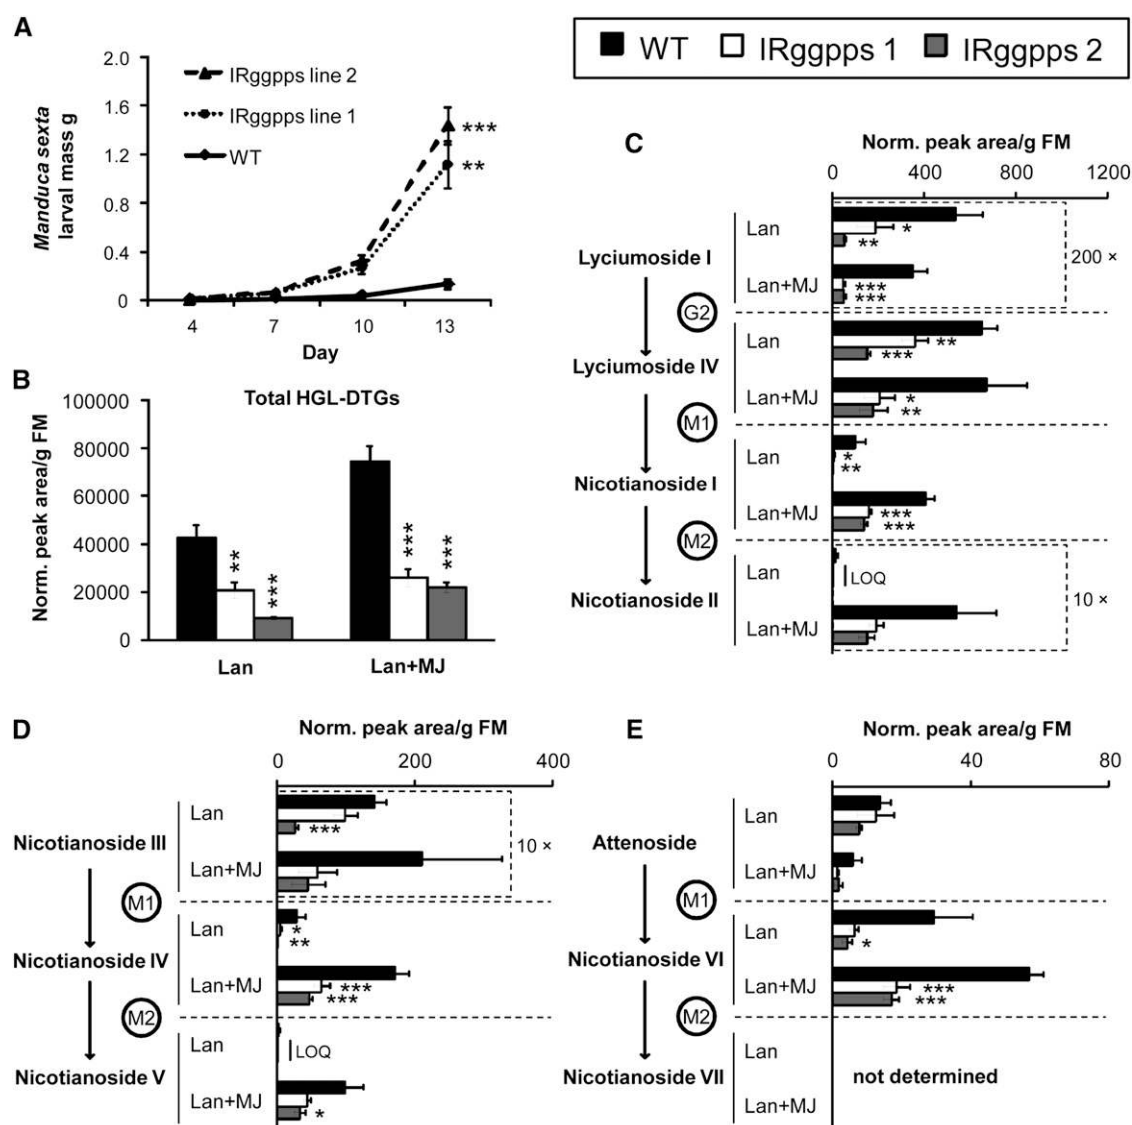 A
2.0
1.6
1.2
0.8
0.4
0
Manduca sexta
larval mass g
IRggpps line 2
IRggpps line 1
WT
***
**
4 7 10 13
Day
WT IRggpps 1 IRggpps 2
B
Total HGL-DTGs
100000
80000
60000
40000
20000
0
Norm. peak area/g FM
** *** *** ***
Lan Lan+MJ
C
Norm. peak area/g FM
0 400 800 1200
Lyciumoside I
Lan
*
**
Lan+MJ
***
***
200 ×
G2
Lyciumoside IV
Lan
**
***
Lan+MJ
*
**
M1
Nicotianoside I
Lan
*
**
Lan+MJ
***
***
M2
Nicotianoside II
Lan
LOQ
Lan+MJ
10 ×
D
Norm. peak area/g FM
0 200 400
Nicotianoside III
Lan
***
Lan+MJ
10 ×
M1
Nicotianoside IV
Lan
*
**
Lan+MJ
***
***
M2
Nicotianoside V
Lan
LOQ
Lan+MJ
*
E
Norm. peak area/g FM
0 40 80
Attenoside
Lan
Lan+MJ
M1
Nicotianoside VI
Lan
*
Lan+MJ
***
***
M2
Nicotianoside VII
Lan
Lan+MJ
not determined